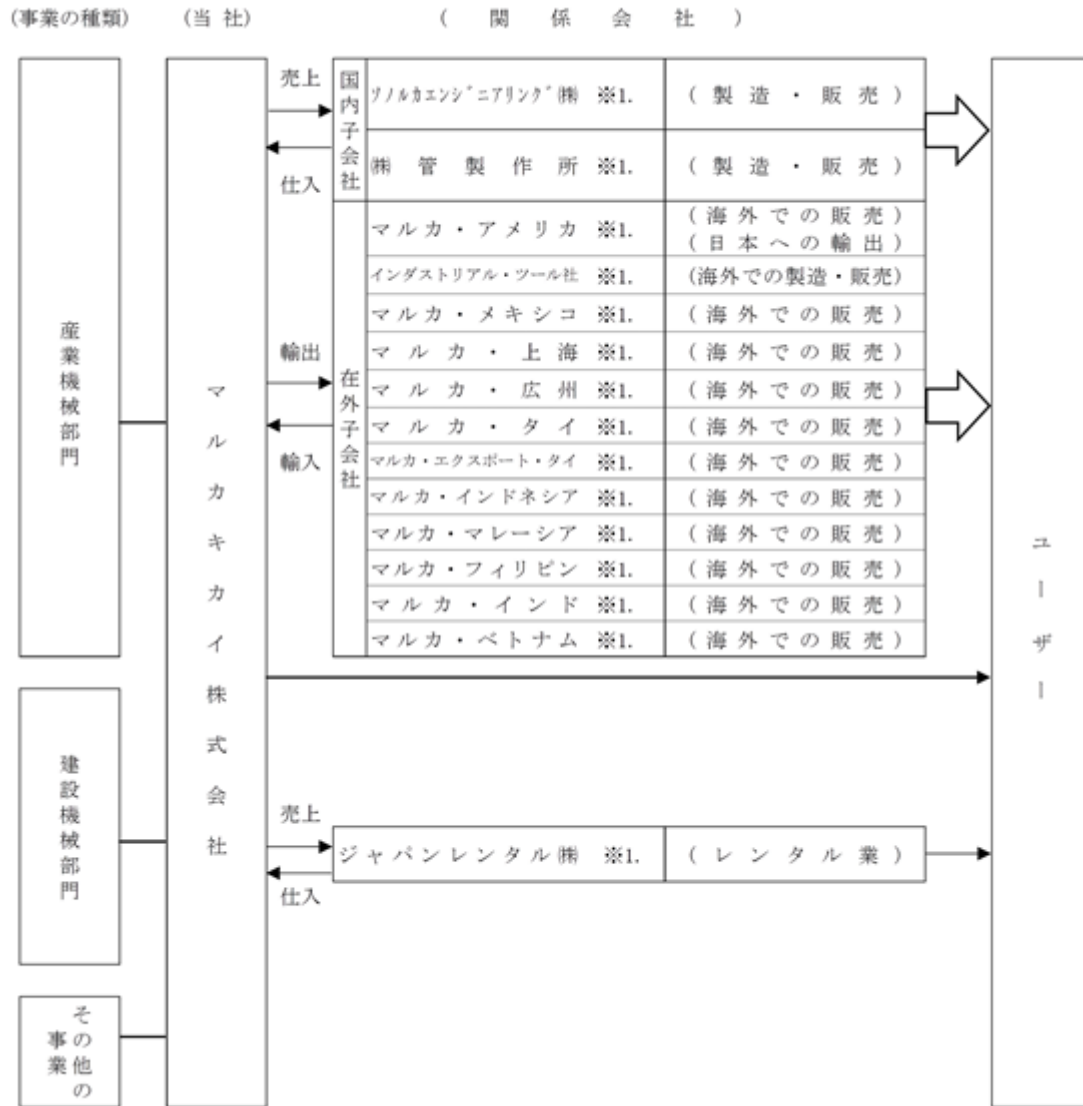 (事業の種類) (当 社) ( 関 係 会 社 )
産業機械部門
建設機械部門
その他の事業
マルカキカイ株式会社
売上
仕入
国内子会社
ソノルカエンジニアリング㈱ ※1. (製造・販売)
㈱管製作所 ※1. (製造・販売)
輸出
輸入
在外子会社
マルカ・アメリカ ※1. (海外での販売)
(日本への輸出)
インダストリアル・ツール社 ※1. (海外での製造・販売)
マルカ・メキシコ ※1. (海外での販売)
マルカ・上海 ※1. (海外での販売)
マルカ・広州 ※1. (海外での販売)
マルカ・タイ ※1. (海外での販売)
マルカ・エクスポート・タイ ※1. (海外での販売)
マルカ・インドネシア ※1. (海外での販売)
マルカ・マレーシア ※1. (海外での販売)
マルカ・フィリピン ※1. (海外での販売)
マルカ・インド ※1. (海外での販売)
マルカ・ベトナム ※1. (海外での販売)
売上
仕入
ジャパンレンタル㈱ ※1. (レンタル業)
ユーザー